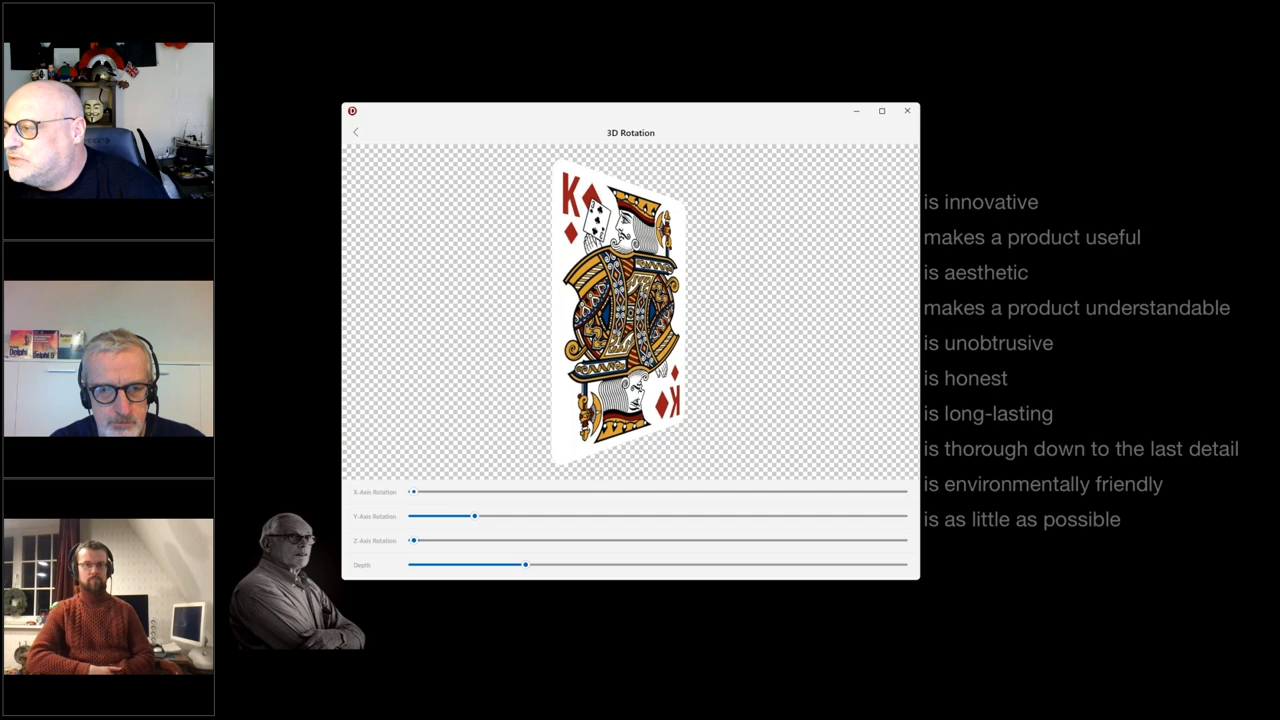 3D Rotation
K
K
X-Axis Rotation
Y-Axis Rotation
Z-Axis Rotation
Depth
is innovative
makes a product useful
is aesthetic
makes a product understandable
is unobtrusive
is honest
is long-lasting
is thorough down to the last detail
is environmentally friendly
is as little as possible
Delphi
Delphi